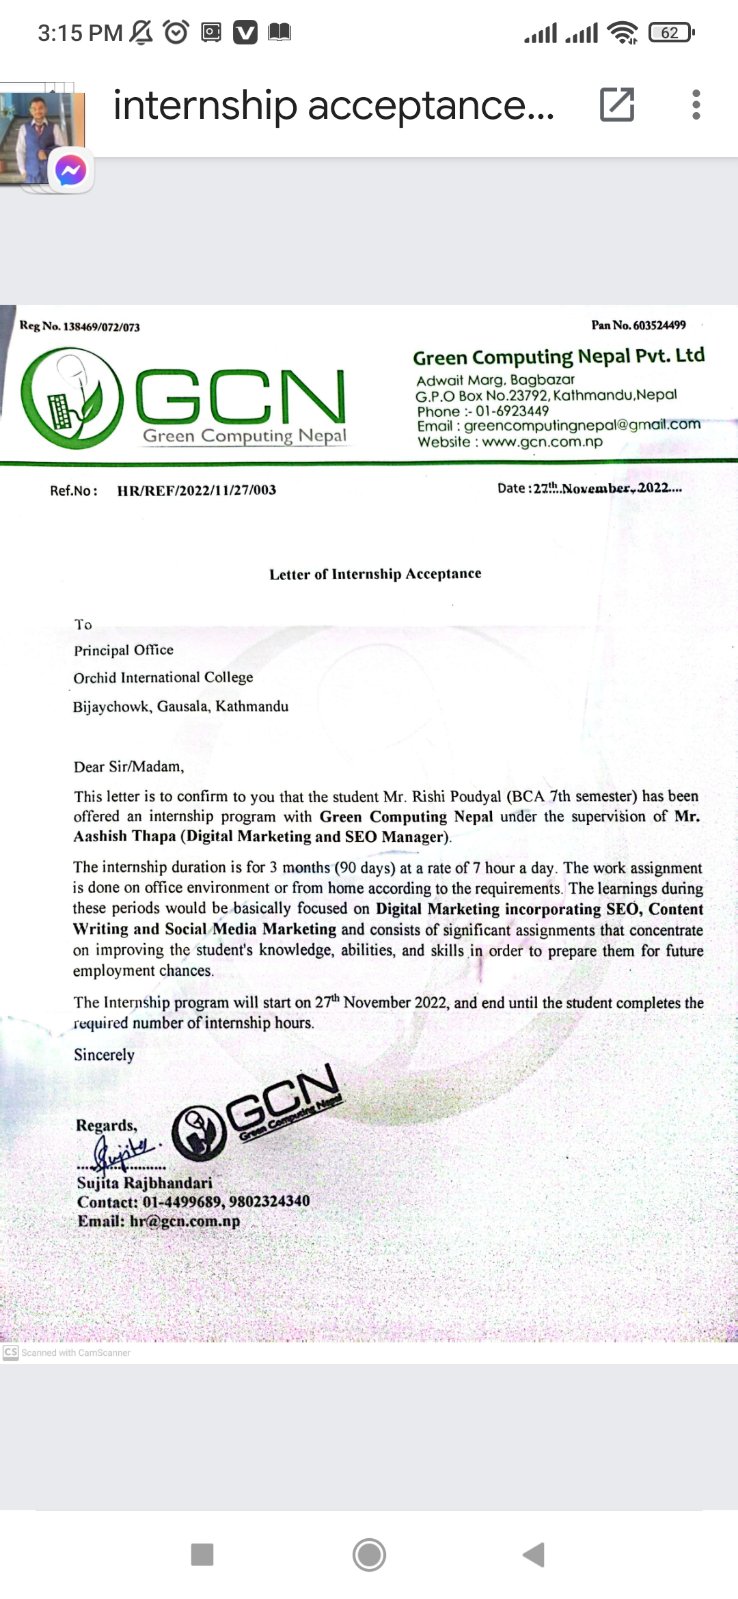 3:15 PM
62
internship acceptance...
Reg No. 138469/072/073
Pan No. 603524499
GCN
Green Computing Nepal
Green Computing Nepal Pvt. Ltd
Adwait Marg, Bagbazar
G.P.O Box No.23792, Kathmandu,Nepal
Phone :- 01-6923449
Email : greencomputingnepal@gmail.com
Website : www.gcn.com.np
Ref.No : HR/REF/2022/11/27/003
Date :27th November, 2022....
Letter of Internship Acceptance
To
Principal Office
Orchid International College
Bijaychowk, Gausala, Kathmandu
Dear Sir/Madam,
This letter is to confirm to you that the student Mr. Rishi Poudyal (BCA 7th semester) has been
offered an internship program with Green Computing Nepal under the supervision of Mr.
Aashish Thapa (Digital Marketing and SEO Manager).
The internship duration is for 3 months (90 days) at a rate of 7 hour a day. The work assignment
is done on office environment or from home according to the requirements. The learnings during
these periods would be basically focused on Digital Marketing incorporating SEO, Content
Writing and Social Media Marketing and consists of significant assignments that concentrate
on improving the student's knowledge, abilities, and skills in order to prepare them for future
employment chances.
The Internship program will start on 27th November 2022, and end until the student completes the
required number of internship hours.
Sincerely
GCN
Green Computing Nepal
Regards,
Sujita
Sujita Rajbhandari
Contact: 01-4499689, 9802324340
Email: hr@gcn.com.np
CS Scanned with CamScanner